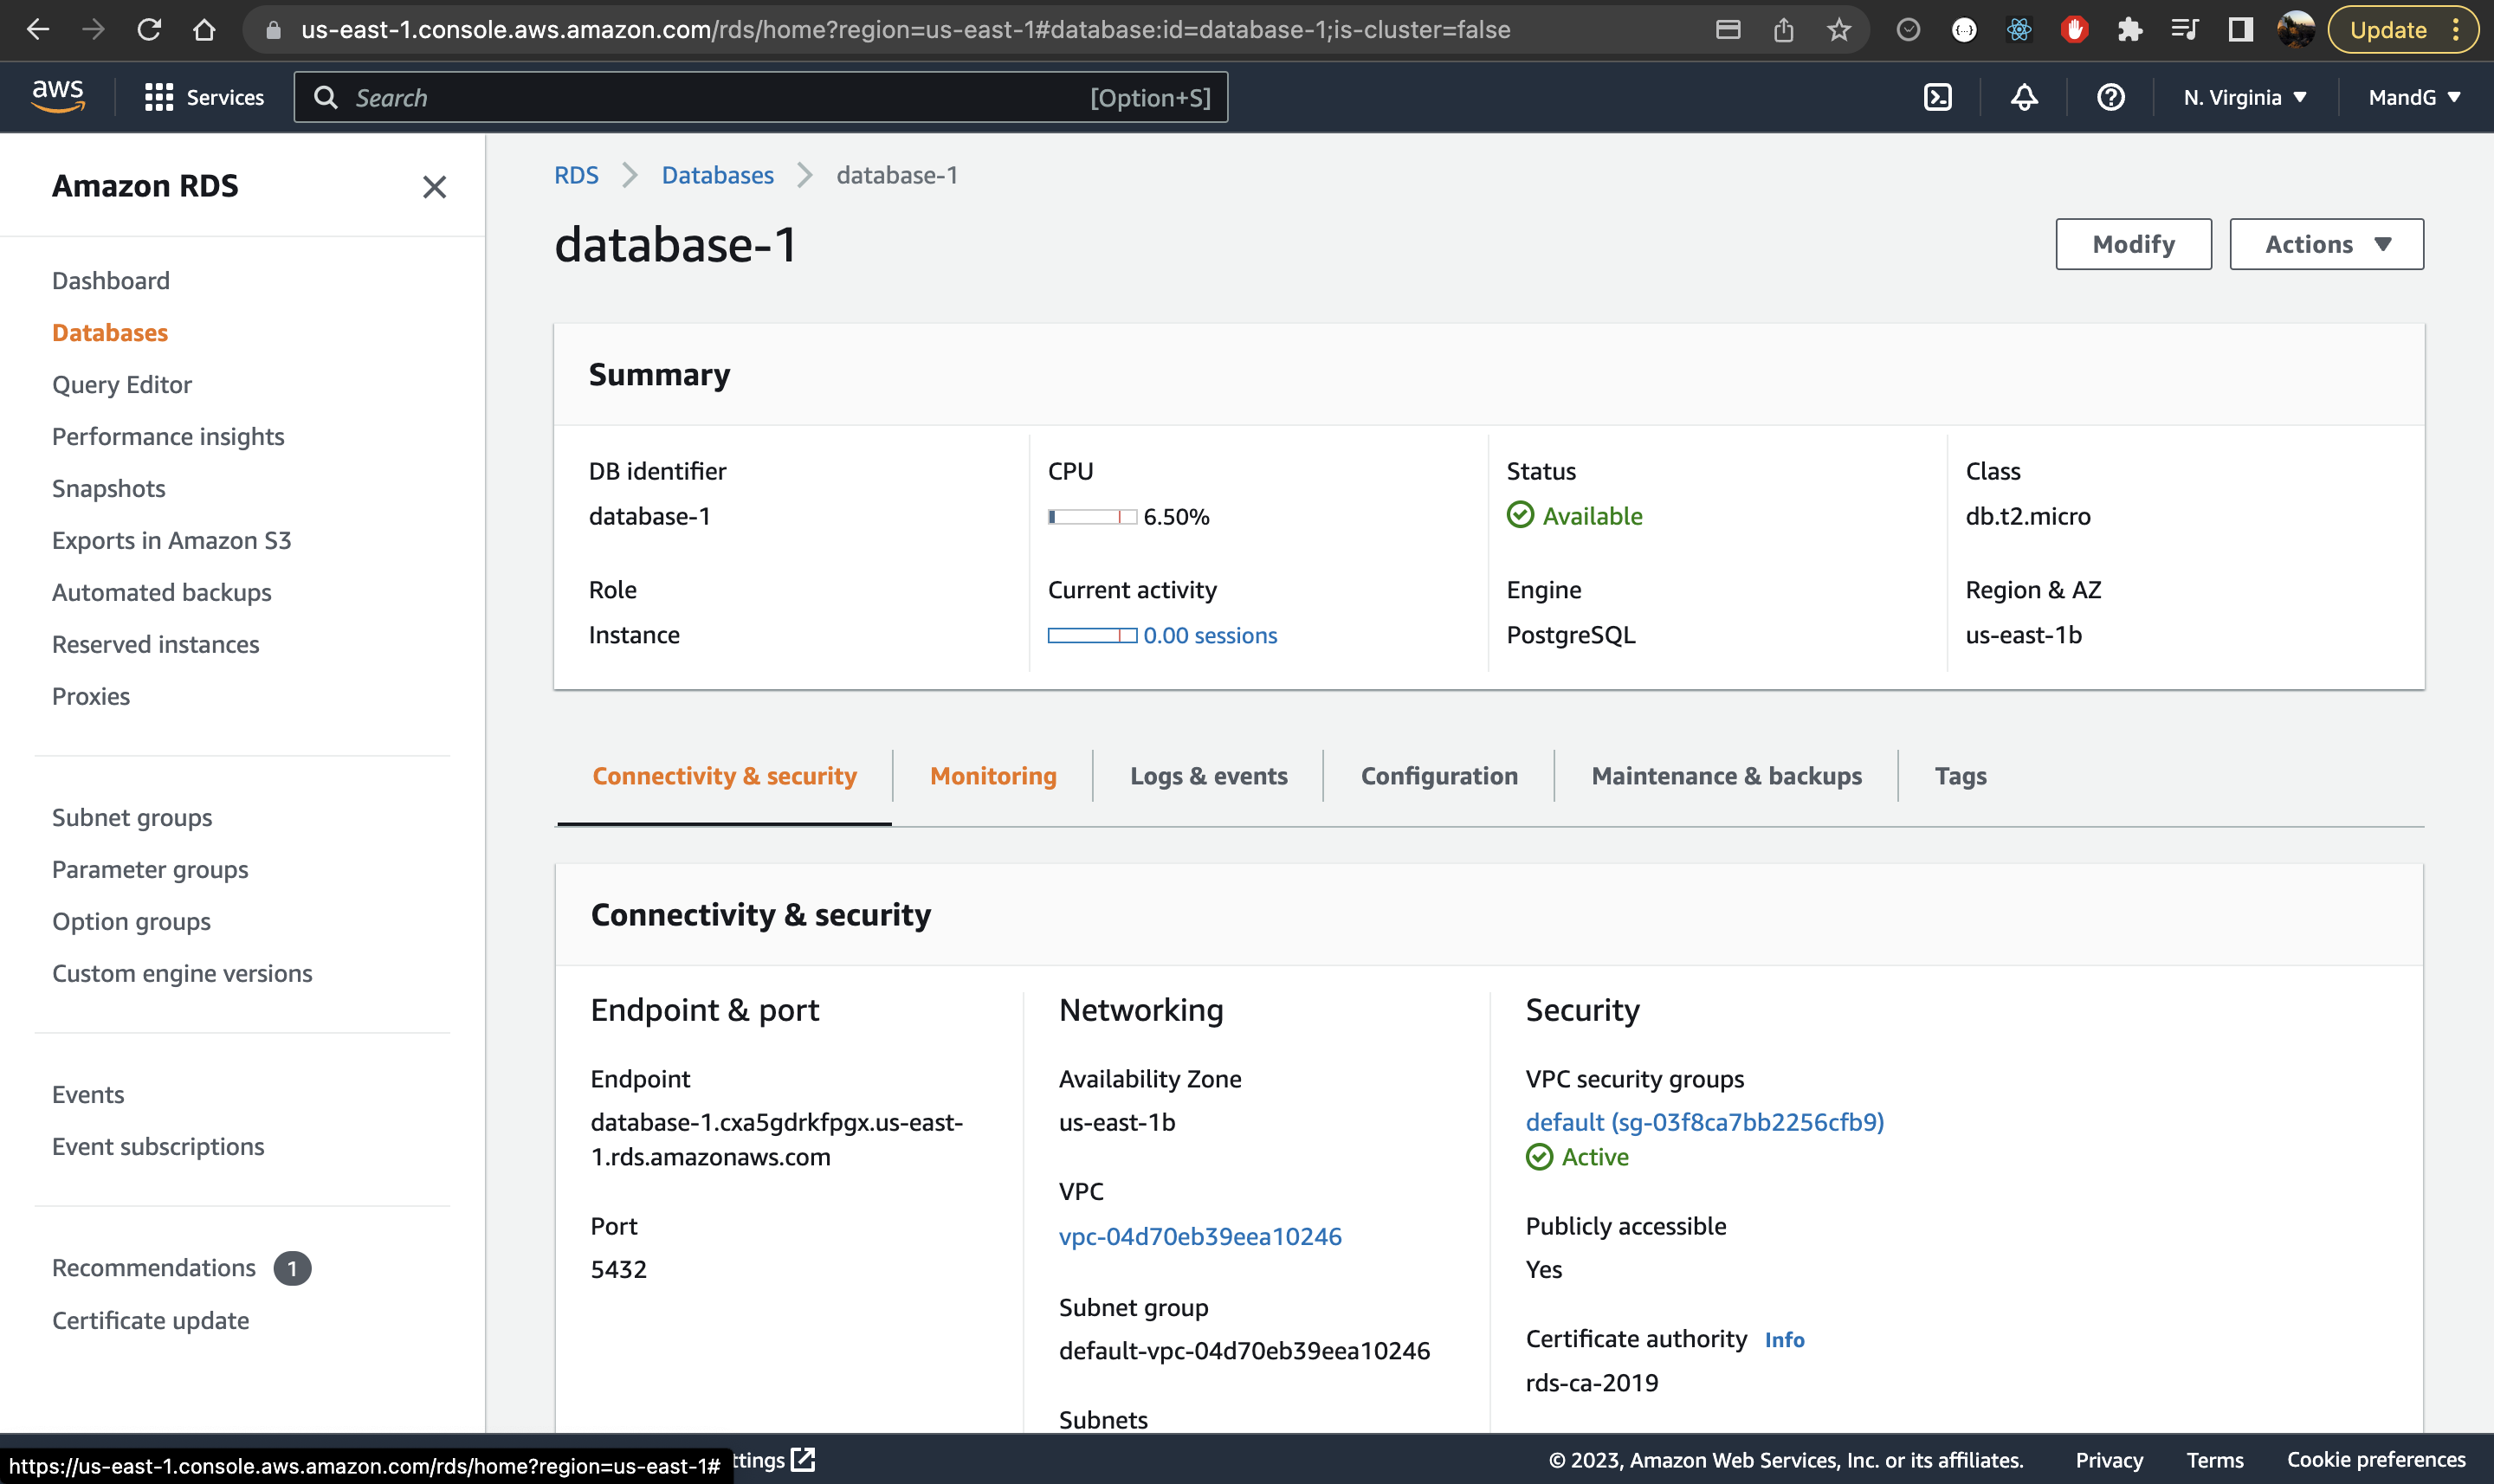 us-east-1.console.aws.amazon.com/rds/home?region=us-east-1#database:id=database-1;is-cluster=false
Update
aws
Services
Search
[Option+S]
N. Virginia
MandG
Amazon RDS
Dashboard
Databases
Query Editor
Performance insights
Snapshots
Exports in Amazon S3
Automated backups
Reserved instances
Proxies
Subnet groups
Parameter groups
Option groups
Custom engine versions
Events
Event subscriptions
Recommendations 1
Certificate update
RDS
Databases
database-1
database-1
Modify
Actions
Summary
DB identifier
database-1
CPU
6.50%
Status
Available
Class
db.t2.micro
Role
Instance
Current activity
0.00 sessions
Engine
PostgreSQL
Region & AZ
us-east-1b
Connectivity & security
Monitoring
Logs & events
Configuration
Maintenance & backups
Tags
Connectivity & security
Endpoint & port
Endpoint
database-1.cxa5gdrkfpgx.us-east-
1.rds.amazonaws.com
Port
5432
Networking
Availability Zone
us-east-1b
VPC
vpc-04d70eb39eea10246
Subnet group
default-vpc-04d70eb39eea10246
Subnets
Security
VPC security groups
default (sg-03f8ca7bb2256cfb9)
Active
Publicly accessible
Yes
Certificate authority Info
rds-ca-2019
https://us-east-1.console.aws.amazon.com/rds/home?region=us-east-1#
ttings
© 2023, Amazon Web Services, Inc. or its affiliates.
Privacy
Terms
Cookie preferences